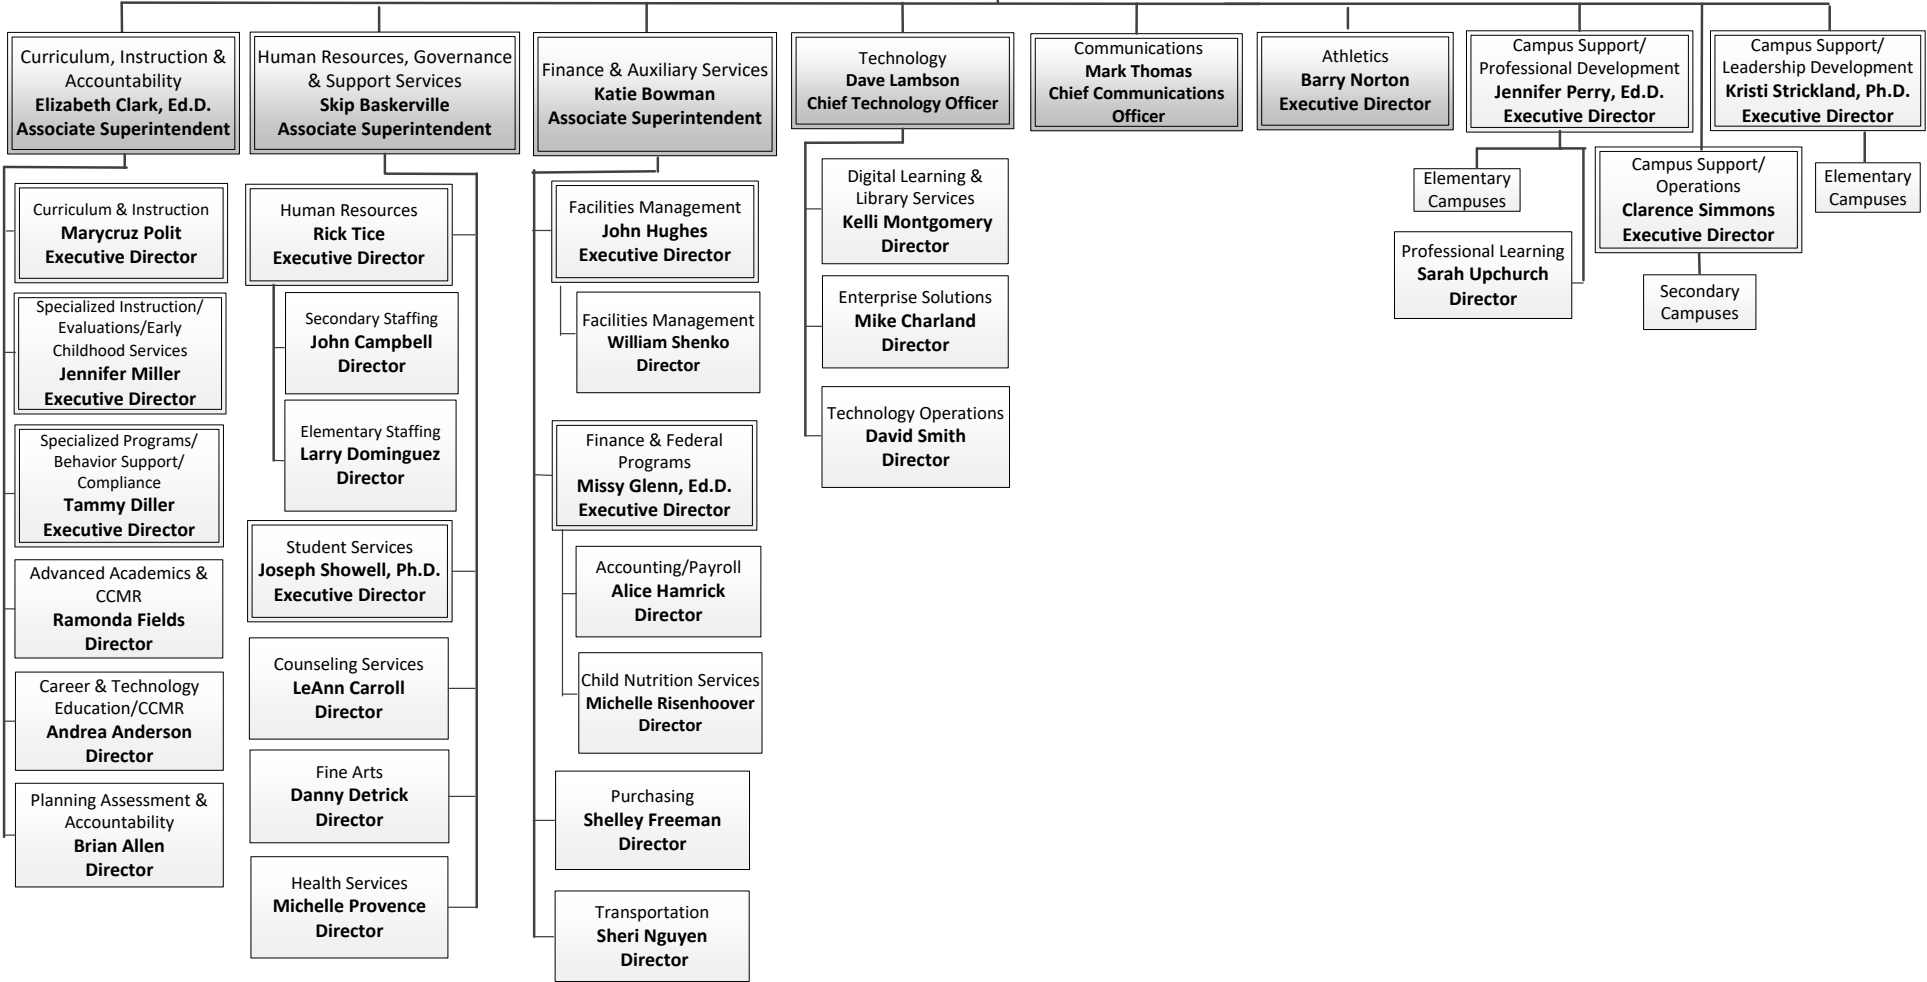 Curriculum, Instruction &
Accountability
Elizabeth Clark, Ed.D.
Associate Superintendent
Human Resources, Governance
& Support Services
Skip Baskerville
Associate Superintendent
Finance & Auxiliary Services
Katie Bowman
Associate Superintendent
Technology
Dave Lambson
Chief Technology Officer
Communications
Mark Thomas
Chief Communications
Officer
Athletics
Barry Norton
Executive Director
Campus Support/
Professional Development
Jennifer Perry, Ed.D.
Executive Director
Campus Support/
Leadership Development
Kristi Strickland, Ph.D.
Executive Director
Curriculum & Instruction
Marycruz Polit
Executive Director
Specialized Instruction/
Evaluations/Early
Childhood Services
Jennifer Miller
Executive Director
Specialized Programs/
Behavior Support/
Compliance
Tammy Diller
Executive Director
Advanced Academics &
CCMR
Ramonda Fields
Director
Career & Technology
Education/CCMR
Andrea Anderson
Director
Planning Assessment &
Accountability
Brian Allen
Director
Human Resources
Rick Tice
Executive Director
Secondary Staffing
John Campbell
Director
Elementary Staffing
Larry Dominguez
Director
Student Services
Joseph Showell, Ph.D.
Executive Director
Counseling Services
LeAnn Carroll
Director
Fine Arts
Danny Detrick
Director
Health Services
Michelle Provence
Director
Facilities Management
John Hughes
Executive Director
Facilities Management
William Shenko
Director
Finance & Federal
Programs
Missy Glenn, Ed.D.
Executive Director
Accounting/Payroll
Alice Hamrick
Director
Child Nutrition Services
Michelle Risenhoover
Director
Purchasing
Shelley Freeman
Director
Transportation
Sheri Nguyen
Director
Digital Learning &
Library Services
Kelli Montgomery
Director
Enterprise Solutions
Mike Charland
Director
Technology Operations
David Smith
Director
Elementary
Campuses
Professional Learning
Sarah Upchurch
Director
Campus Support/
Operations
Clarence Simmons
Executive Director
Secondary
Campuses
Elementary
Campuses